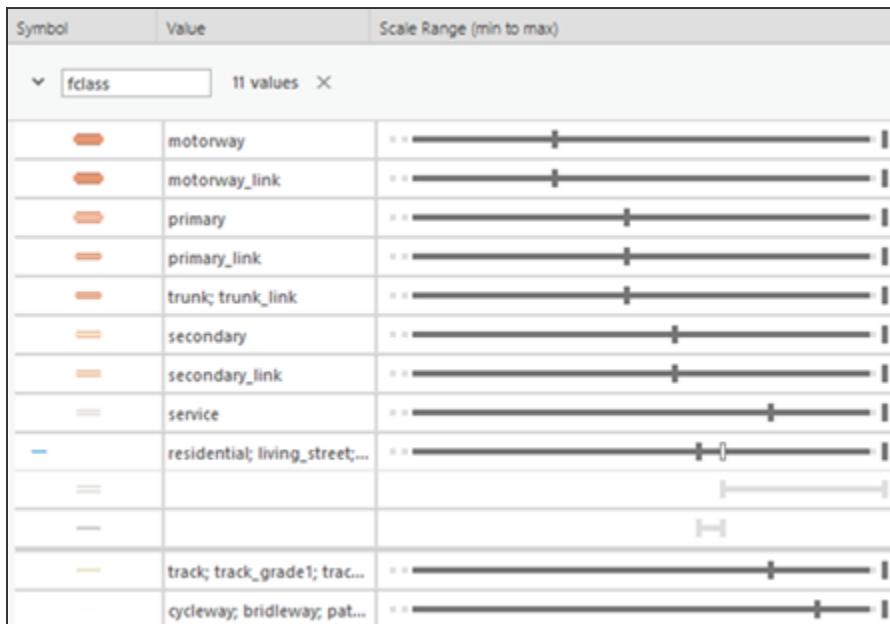 Symbol Value Scale Range (min to max)
fclass 11 values
motorway
motorway_link
primary
primary_link
trunk; trunk_link
secondary
secondary_link
service
residential; living_street;...
track; track_grade1; trac...
cycleway; bridleway; pat...